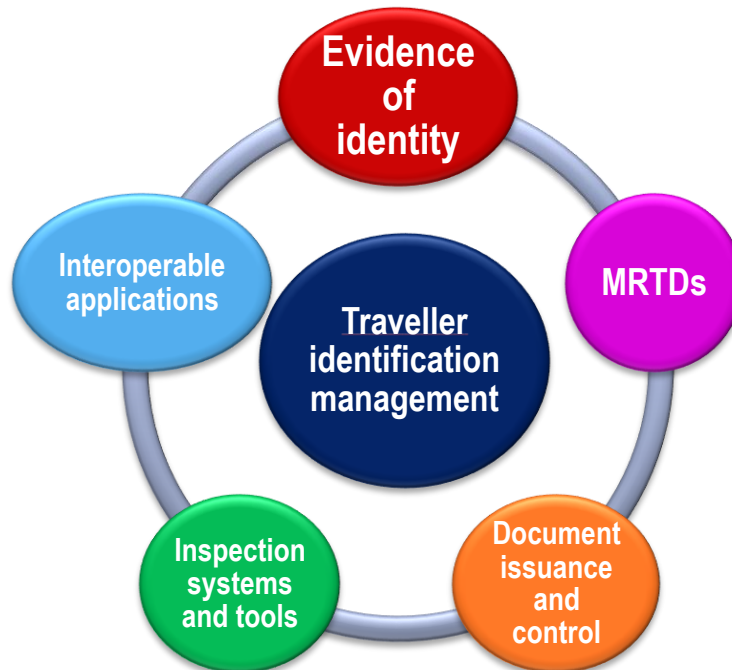 Evidence
of
identity
MRTDs
Document
issuance
and
control
Inspection
systems
and tools
Interoperable
applications
Traveller
identification
management